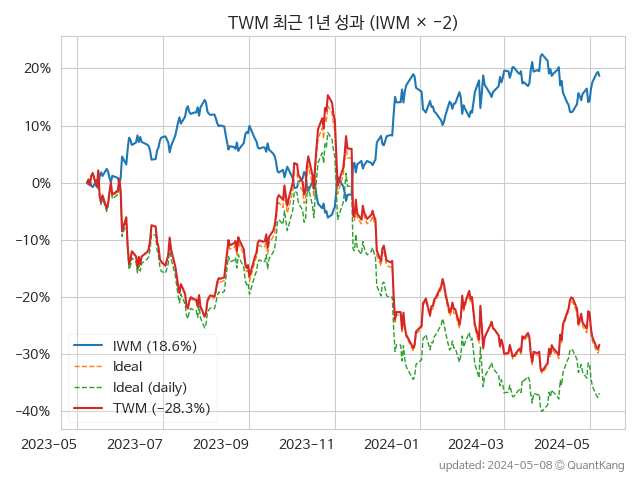 TWM 최근 1년 성과 (IWM × −2)
20%
10%
0%
−10%
−20%
−30%
−40%
IWM (18.6%)
Ideal
Ideal (daily)
TWM (−28.3%)
2023-05 2023-07 2023-09 2023-11 2024-01 2024-03 2024-05
updated: 2024-05-08 © QuantKang